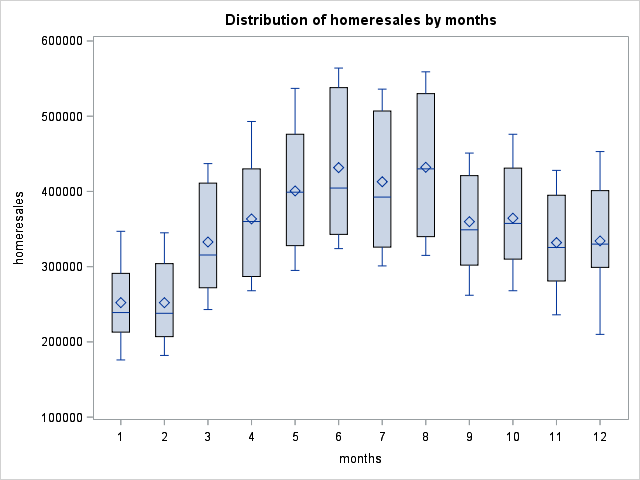 Distribution of homeresales by months
600000
500000
400000
300000
200000
100000
homeresales
1 2 3 4 5 6 7 8 9 10 11 12
months